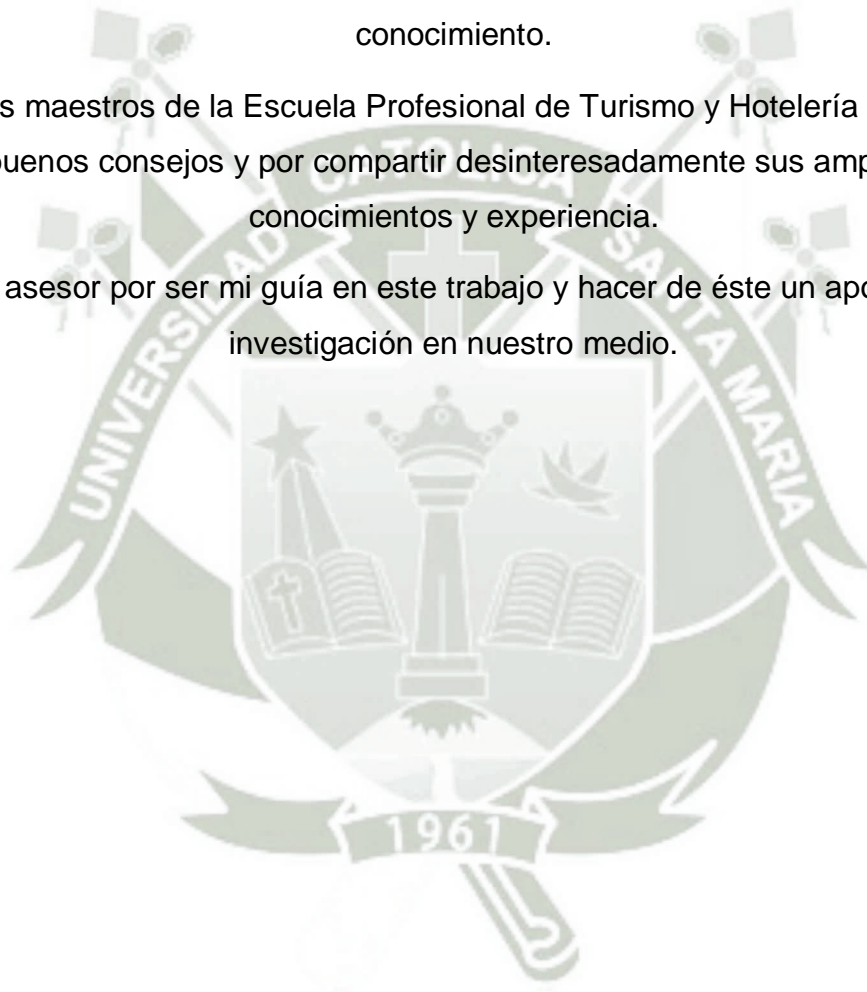 conocimiento.
s maestros de la Escuela Profesional de Turismo y Hotelería
buenos consejos y por compartir desinteresadamente sus amp
conocimientos y experiencia.
asesor por ser mi guía en este trabajo y hacer de éste un apo
investigación en nuestro medio.
UNIVERSIDAD CATOLICA SANTA MARIA
1961